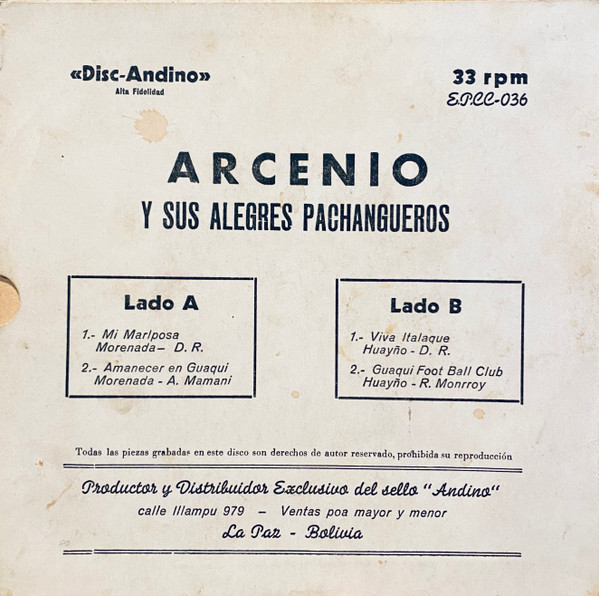 «Disc-Andino»
Alta Fidelidad
33 rpm
E.P.CC-036
ARCENIO
Y SUS ALEGRES PACHANGUEROS
Lado A
1.- Mi Mariposa
Morenada - D. R.
2.- Amanecer en Guaqui
Morenada - A. Mamani
Lado B
1.- Viva Italaque
Huayño - D. R.
2.- Guaqui Foot Ball Club
Huayño - R. Monrroy
Todas las piezas grabadas en este disco son derechos de autor reservado, prohibida su reproducción
Productor y Distribuidor Exclusivo del sello "Andino"
calle Illampu 979 - Ventas poa mayor y menor
La Paz - Bolivia